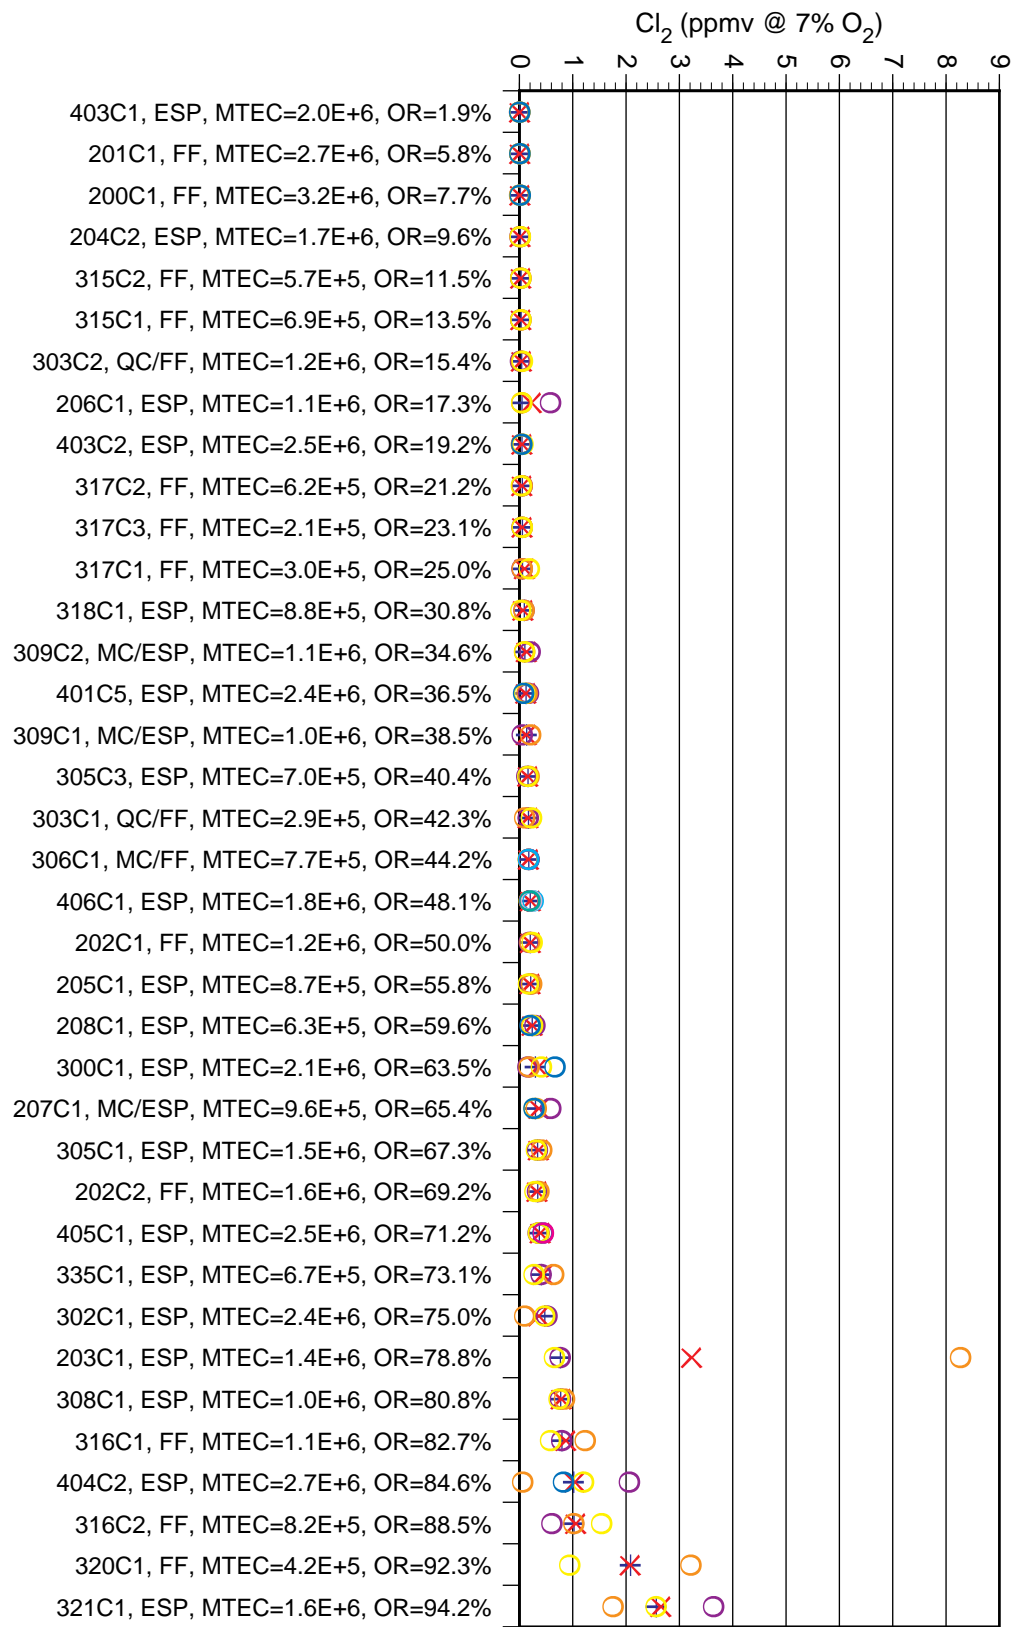 Cl2 (ppmv @ 7% O2)
0 1 2 3 4 5 6 7 8 9
403C1, ESP, MTEC=2.0E+6, OR=1.9%
201C1, FF, MTEC=2.7E+6, OR=5.8%
200C1, FF, MTEC=3.2E+6, OR=7.7%
204C2, ESP, MTEC=1.7E+6, OR=9.6%
315C2, FF, MTEC=5.7E+5, OR=11.5%
315C1, FF, MTEC=6.9E+5, OR=13.5%
303C2, QC/FF, MTEC=1.2E+6, OR=15.4%
206C1, ESP, MTEC=1.1E+6, OR=17.3%
403C2, ESP, MTEC=2.5E+6, OR=19.2%
317C2, FF, MTEC=6.2E+5, OR=21.2%
317C3, FF, MTEC=2.1E+5, OR=23.1%
317C1, FF, MTEC=3.0E+5, OR=25.0%
318C1, ESP, MTEC=8.8E+5, OR=30.8%
309C2, MC/ESP, MTEC=1.1E+6, OR=34.6%
401C5, ESP, MTEC=2.4E+6, OR=36.5%
309C1, MC/ESP, MTEC=1.0E+6, OR=38.5%
305C3, ESP, MTEC=7.0E+5, OR=40.4%
303C1, QC/FF, MTEC=2.9E+5, OR=42.3%
306C1, MC/FF, MTEC=7.7E+5, OR=44.2%
406C1, ESP, MTEC=1.8E+6, OR=48.1%
202C1, FF, MTEC=1.2E+6, OR=50.0%
205C1, ESP, MTEC=8.7E+5, OR=55.8%
208C1, ESP, MTEC=6.3E+5, OR=59.6%
300C1, ESP, MTEC=2.1E+6, OR=63.5%
207C1, MC/ESP, MTEC=9.6E+5, OR=65.4%
305C1, ESP, MTEC=1.5E+6, OR=67.3%
202C2, FF, MTEC=1.6E+6, OR=69.2%
405C1, ESP, MTEC=2.5E+6, OR=71.2%
335C1, ESP, MTEC=6.7E+5, OR=73.1%
302C1, ESP, MTEC=2.4E+6, OR=75.0%
203C1, ESP, MTEC=1.4E+6, OR=78.8%
308C1, ESP, MTEC=1.0E+6, OR=80.8%
316C1, FF, MTEC=1.1E+6, OR=82.7%
404C2, ESP, MTEC=2.7E+6, OR=84.6%
316C2, FF, MTEC=8.2E+5, OR=88.5%
320C1, FF, MTEC=4.2E+5, OR=92.3%
321C1, ESP, MTEC=1.6E+6, OR=94.2%